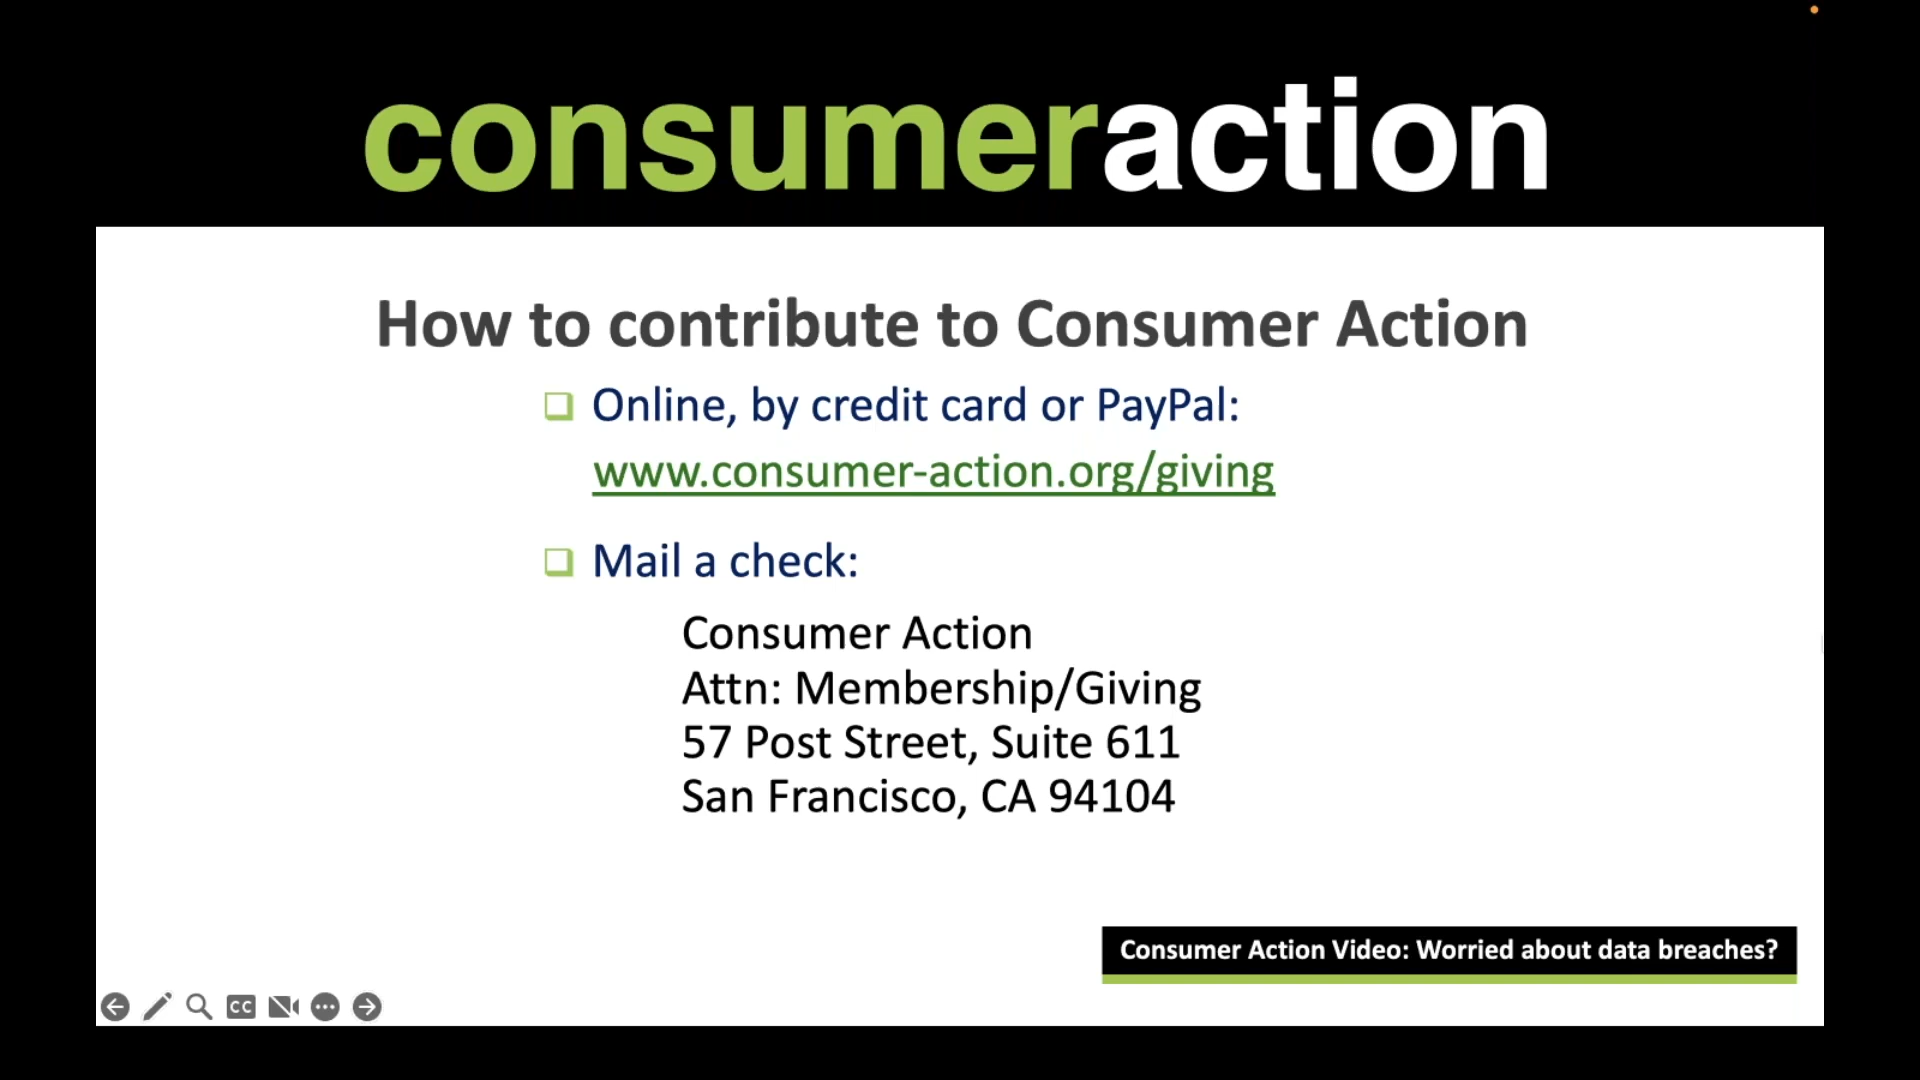 consumeraction
How to contribute to Consumer Action
Online, by credit card or PayPal:
www.consumer-action.org/giving
Mail a check:
Consumer Action
Attn: Membership/Giving
57 Post Street, Suite 611
San Francisco, CA 94104
Consumer Action Video: Worried about data breaches?
CC